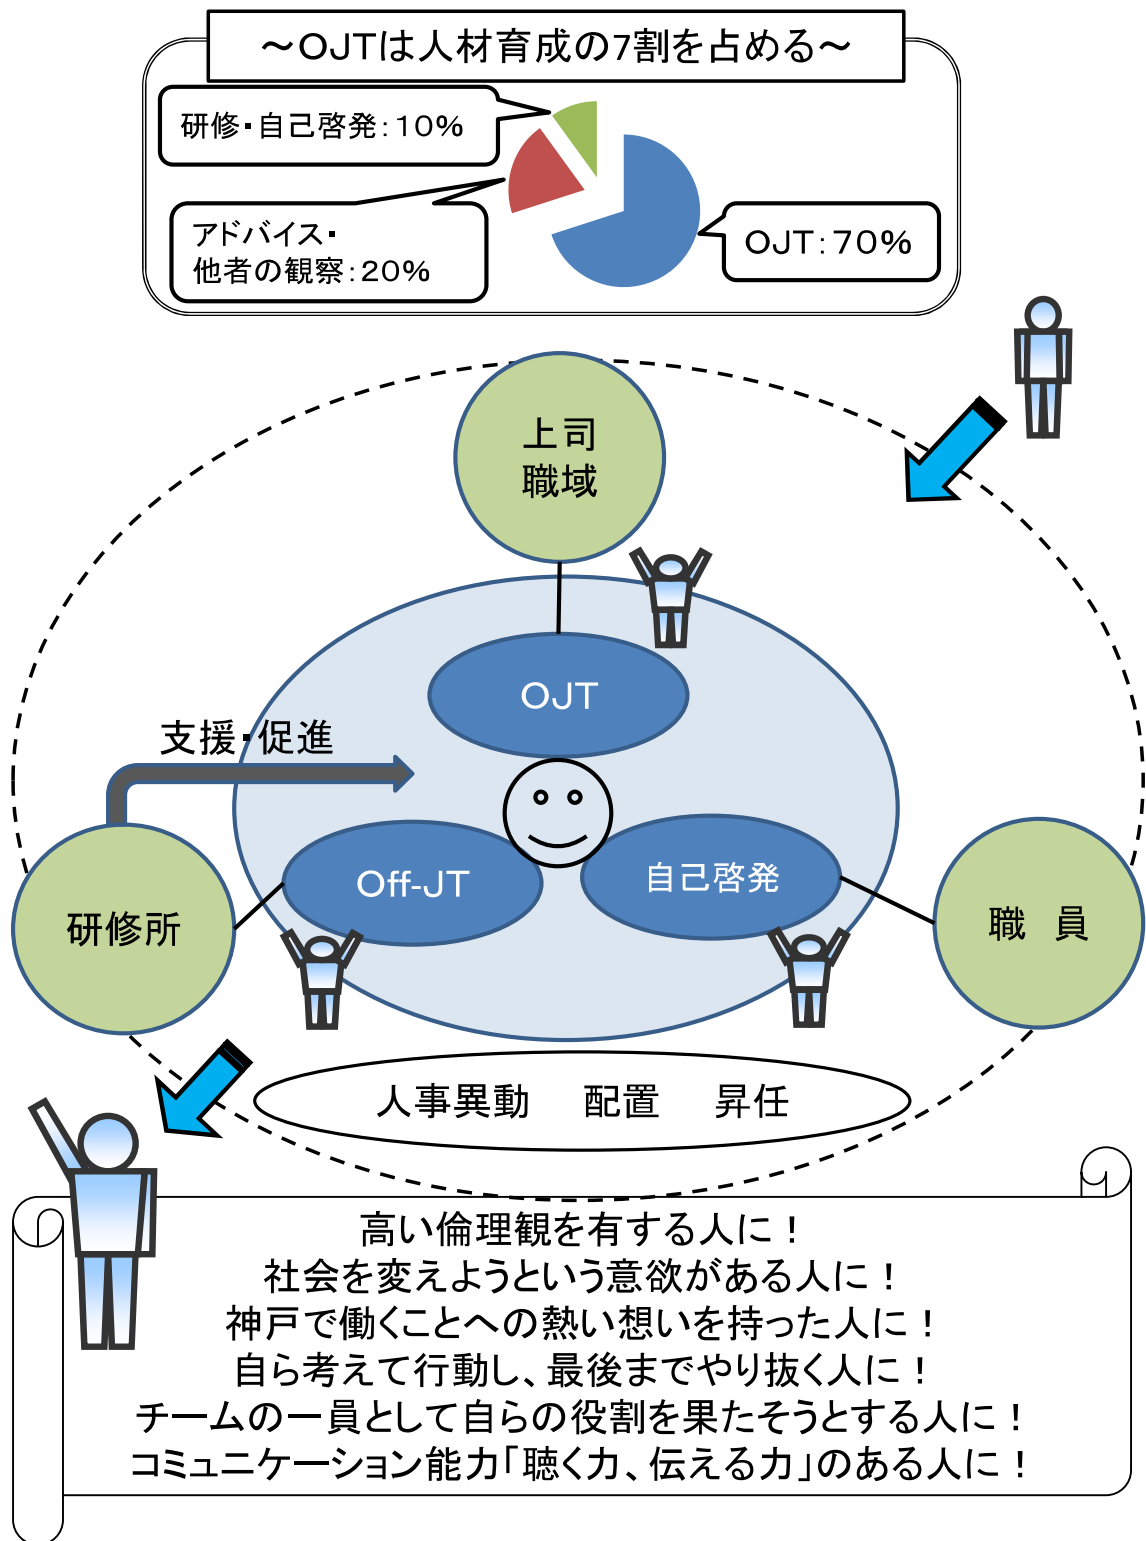 ～OJTは人材育成の7割を占める～
研修・自己啓発：10%
アドバイス・
他者の観察：20%
OJT：70%
上司
職域
OJT
支援・促進
Off-JT
自己啓発
研修所
職　員
人事異動　配置　昇任
高い倫理観を有する人に！
社会を変えようという意欲がある人に！
神戸で働くことへの熱い想いを持った人に！
自ら考えて行動し、最後までやり抜く人に！
チームの一員として自らの役割を果たそうとする人に！
コミュニケーション能力「聴く力、伝える力」のある人に！